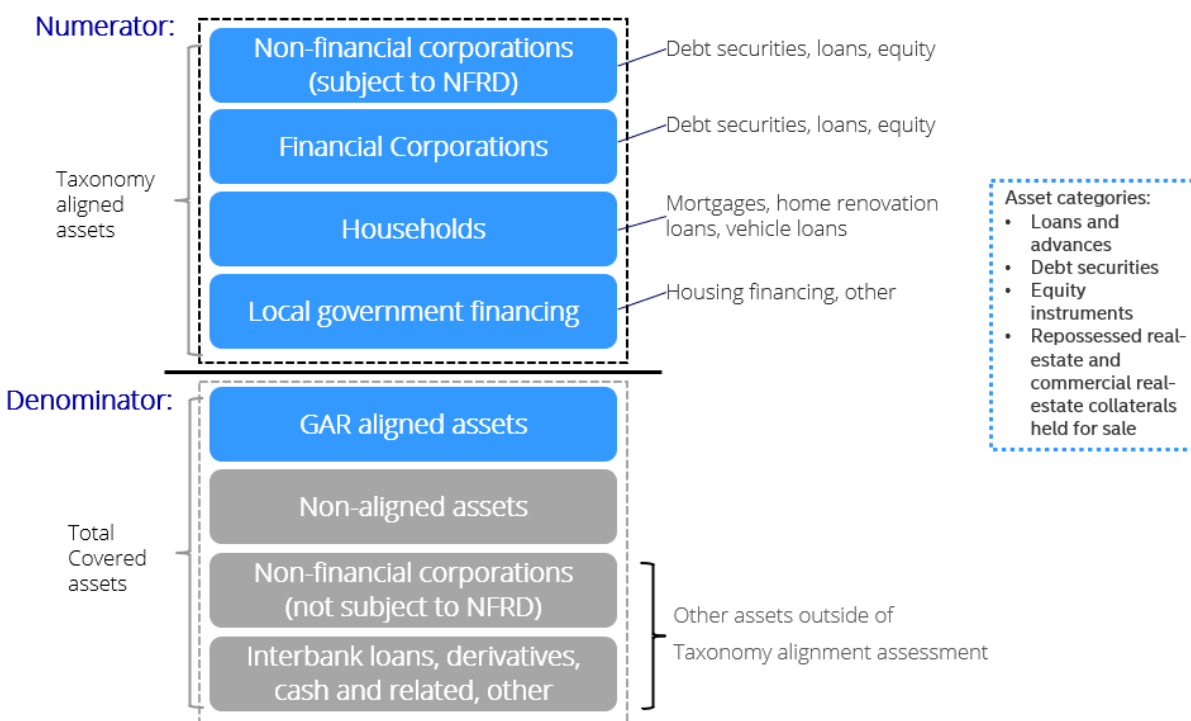 Numerator:
Non-financial corporations
(subject to NFRD)
Debt securities, loans, equity
Financial Corporations
Debt securities, loans, equity
Taxonomy
aligned
assets
Households
Mortgages, home renovation
loans, vehicle loans
Local government financing
Housing financing, other
Asset categories:
• Loans and
advances
• Debt securities
• Equity
instruments
• Repossessed real-
estate and
commercial real-
estate collaterals
held for sale
Denominator:
GAR aligned assets
Non-aligned assets
Total
Covered
assets
Non-financial corporations
(not subject to NFRD)
Interbank loans, derivatives,
cash and related, other
Other assets outside of
Taxonomy alignment assessment